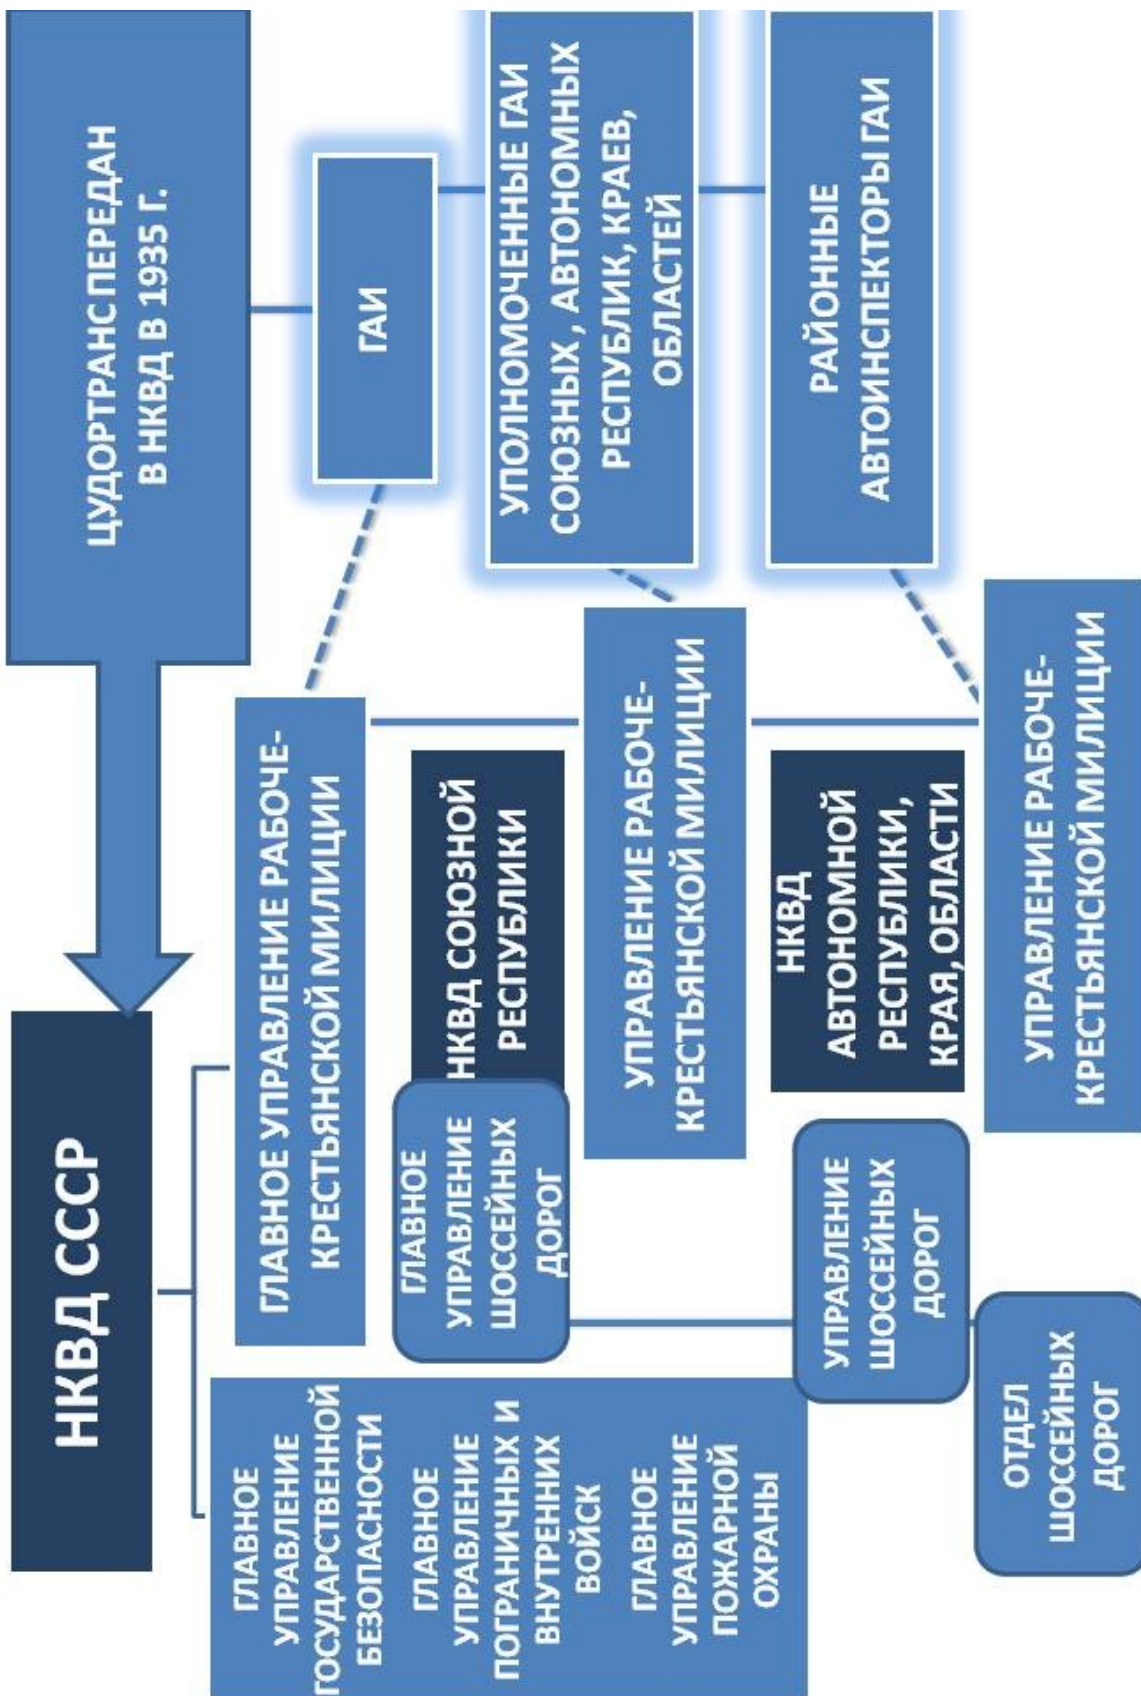 НКВД СССР
ЦУДОРТРАНС ПЕРЕДАН
В НКВД В 1935 Г.
ГЛАВНОЕ
УПРАВЛЕНИЕ
ГОСУДАРСТВЕННОЙ
БЕЗОПАСНОСТИ
ГЛАВНОЕ
УПРАВЛЕНИЕ
ПОГРАНИЧНЫХ И
ВНУТРЕННИХ
ВОЙСК
ГЛАВНОЕ
УПРАВЛЕНИЕ
ПОЖАРНОЙ
ОХРАНЫ
ГЛАВНОЕ УПРАВЛЕНИЕ РАБОЧЕ-
КРЕСТЬЯНСКОЙ МИЛИЦИИ
ГАИ
ГЛАВНОЕ
УПРАВЛЕНИЕ
ШОССЕЙНЫХ
ДОРОГ
НКВД СОЮЗНОЙ
РЕСПУБЛИКИ
УПОЛНОМОЧЕННЫЕ ГАИ
СОЮЗНЫХ , АВТОНОМНЫХ
РЕСПУБЛИК, КРАЕВ,
ОБЛАСТЕЙ
УПРАВЛЕНИЕ РАБОЧЕ-
КРЕСТЬЯНСКОЙ МИЛИЦИИ
УПРАВЛЕНИЕ
ШОССЕЙНЫХ
ДОРОГ
НКВД
АВТОНОМНОЙ
РЕСПУБЛИКИ,
КРАЯ, ОБЛАСТИ
РАЙОННЫЕ
АВТОИНСПЕКТОРЫ ГАИ
ОТДЕЛ
ШОССЕЙНЫХ
ДОРОГ
УПРАВЛЕНИЕ РАБОЧЕ-
КРЕСТЬЯНСКОЙ МИЛИЦИИ